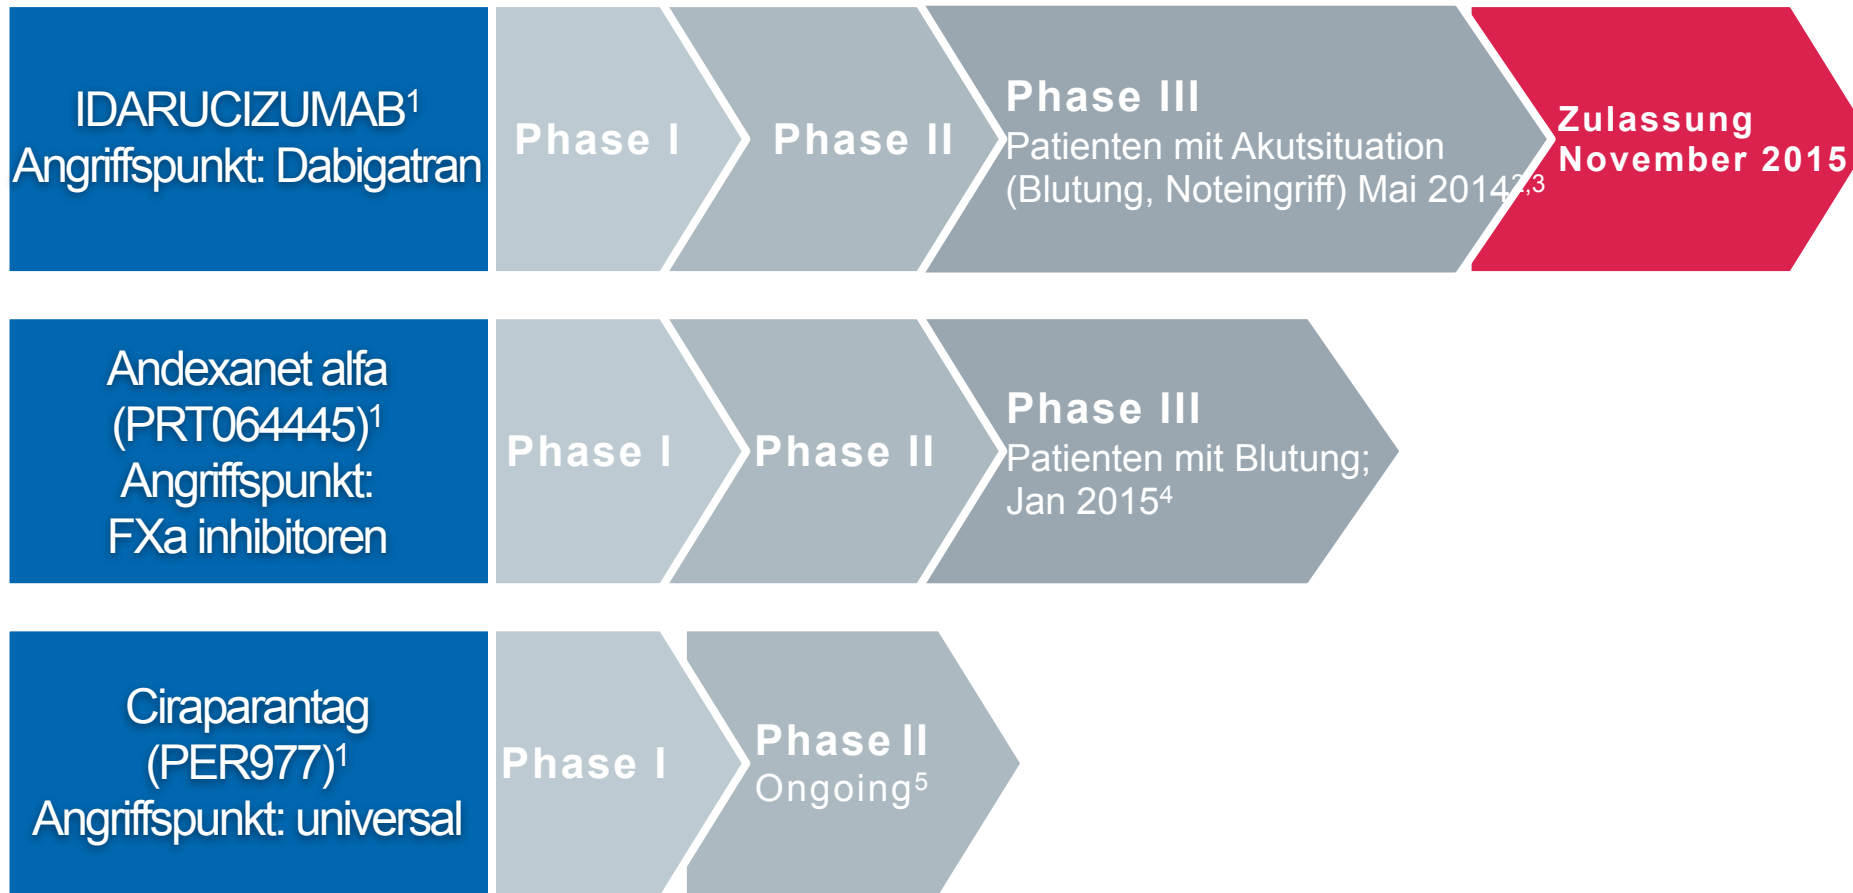 IDARUCIZUMAB¹
Angriffspunkt: Dabigatran
Phase I
Phase II
Phase III
Patienten mit Akutsituation
(Blutung, Noteingriff) Mai 2014²,³
Zulassung
November 2015
Andexanet alfa
(PRT064445)¹
Angriffspunkt:
FXa inhibitoren
Phase I
Phase II
Phase III
Patienten mit Blutung;
Jan 2015⁴
Ciraparantag
(PER977)¹
Angriffspunkt: universal
Phase I
Phase II
Ongoing⁵